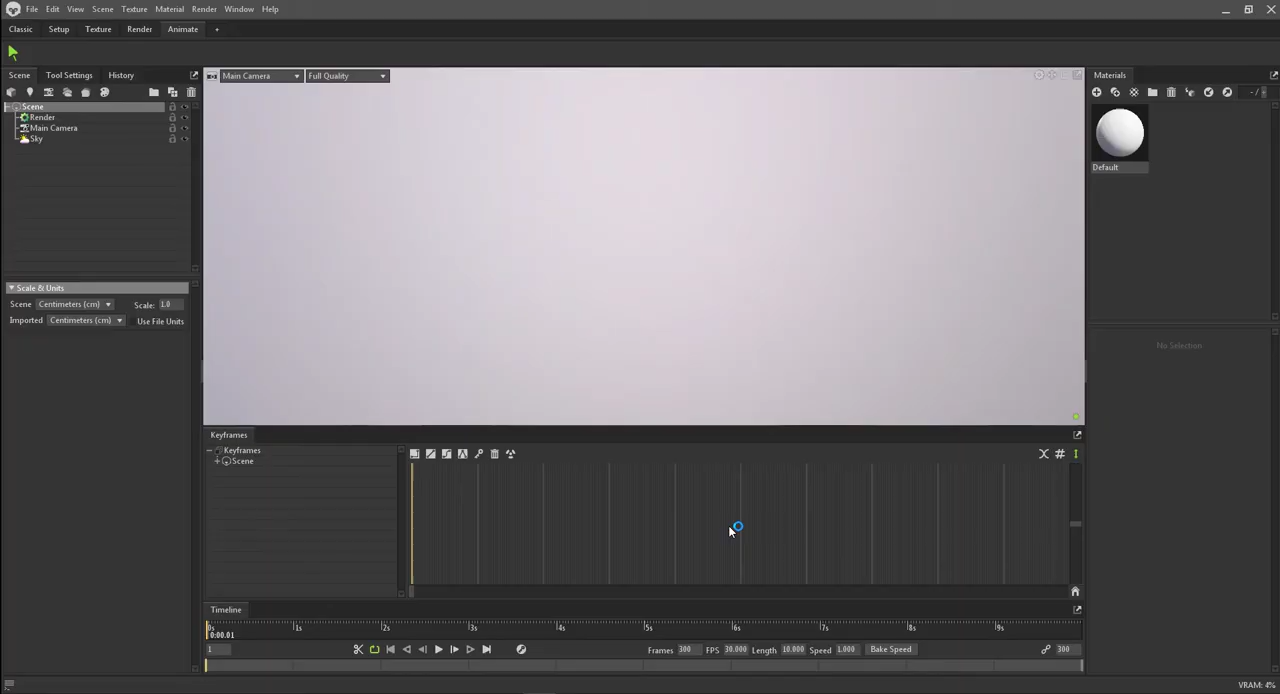 File Edit View Scene Texture Material Render Window Help
Classic Setup Texture Render Animate +
Scene Tool Settings History
Main Camera Full Quality
Materials
Scene
Render
Main Camera
Sky
Default
Scale & Units
Scene Centimeters (cm) Scale: 1.0
Imported Centimeters (cm) Use File Units
No Selection
Keyframes
Keyframes
Scene
Timeline
0s 1s 2s 3s 4s 5s 6s 7s 8s 9s
0:00.01
1 Frames 300 FPS 30.000 Length 10.000 Speed 1.000 Bake Speed 300
VRAM: 4%